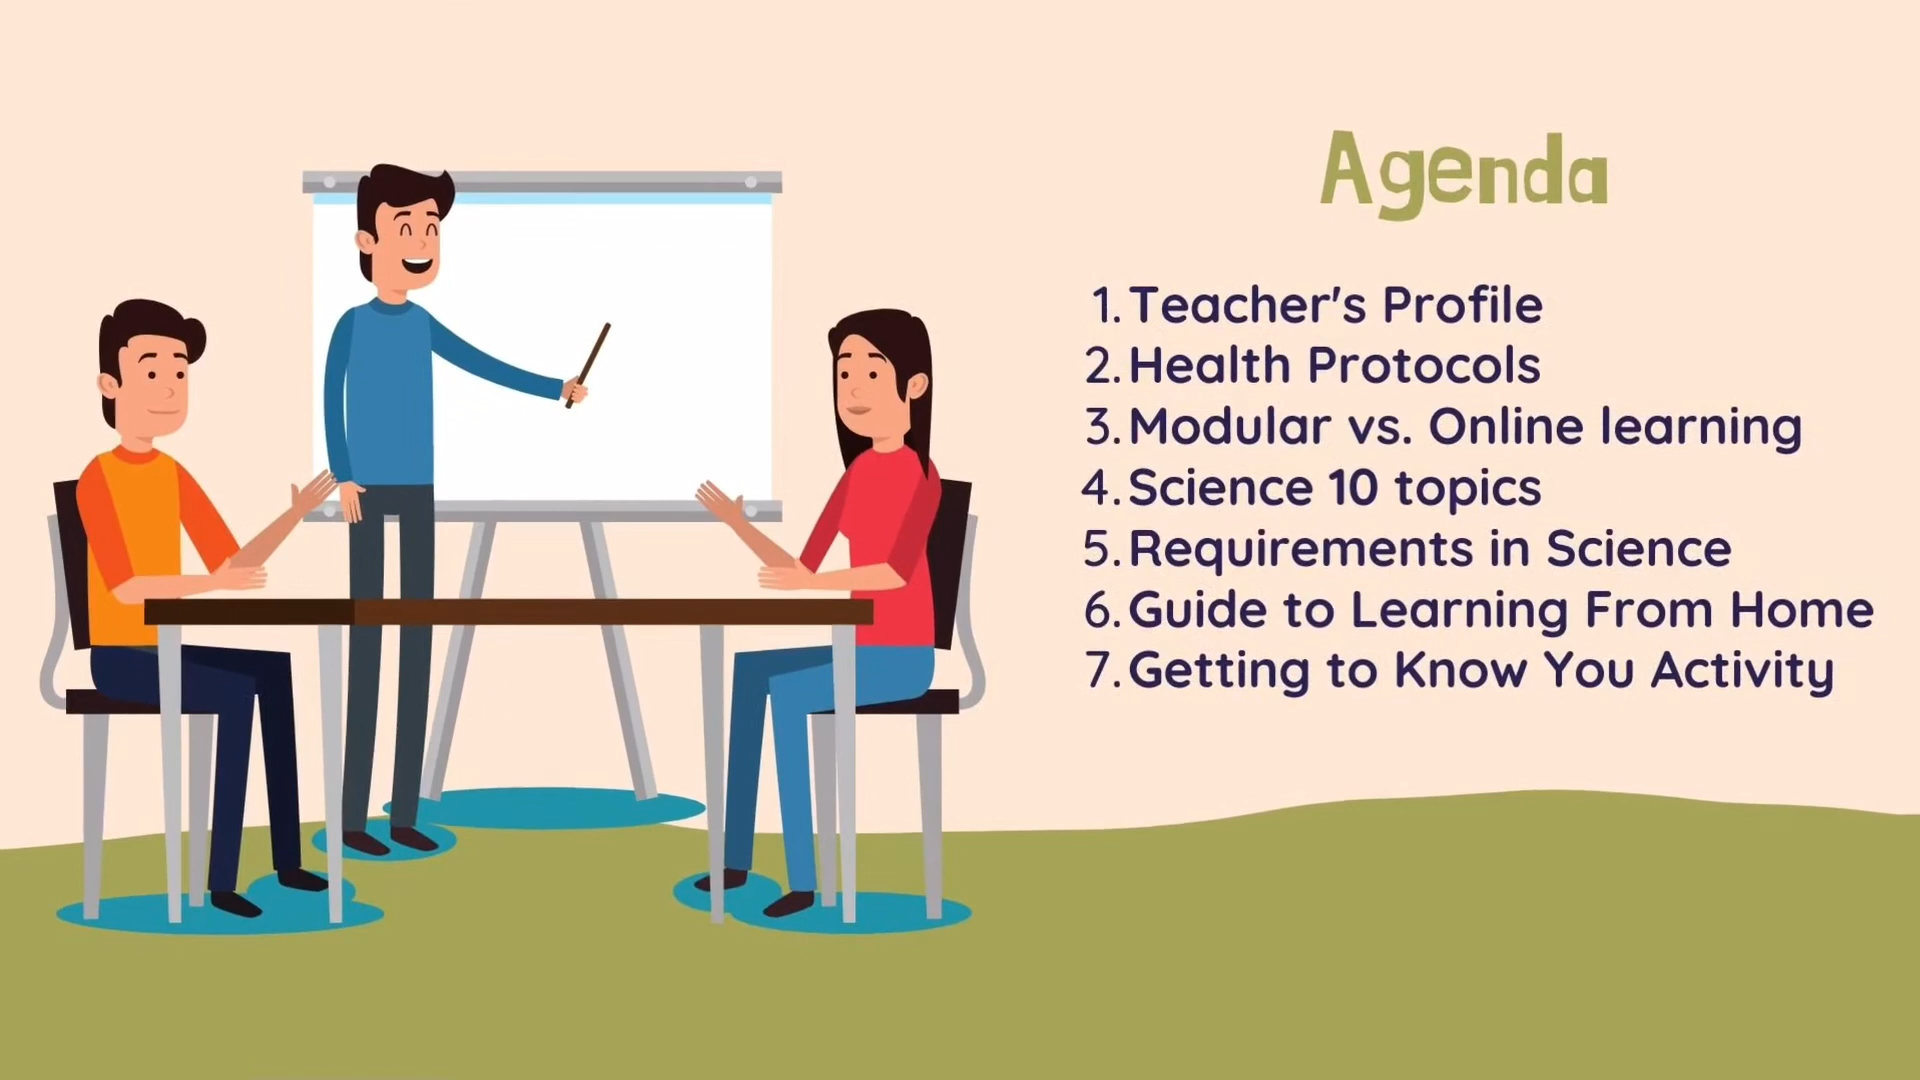 Agenda
1. Teacher's Profile
2. Health Protocols
3. Modular vs. Online learning
4. Science 10 topics
5. Requirements in Science
6. Guide to Learning From Home
7. Getting to Know You Activity